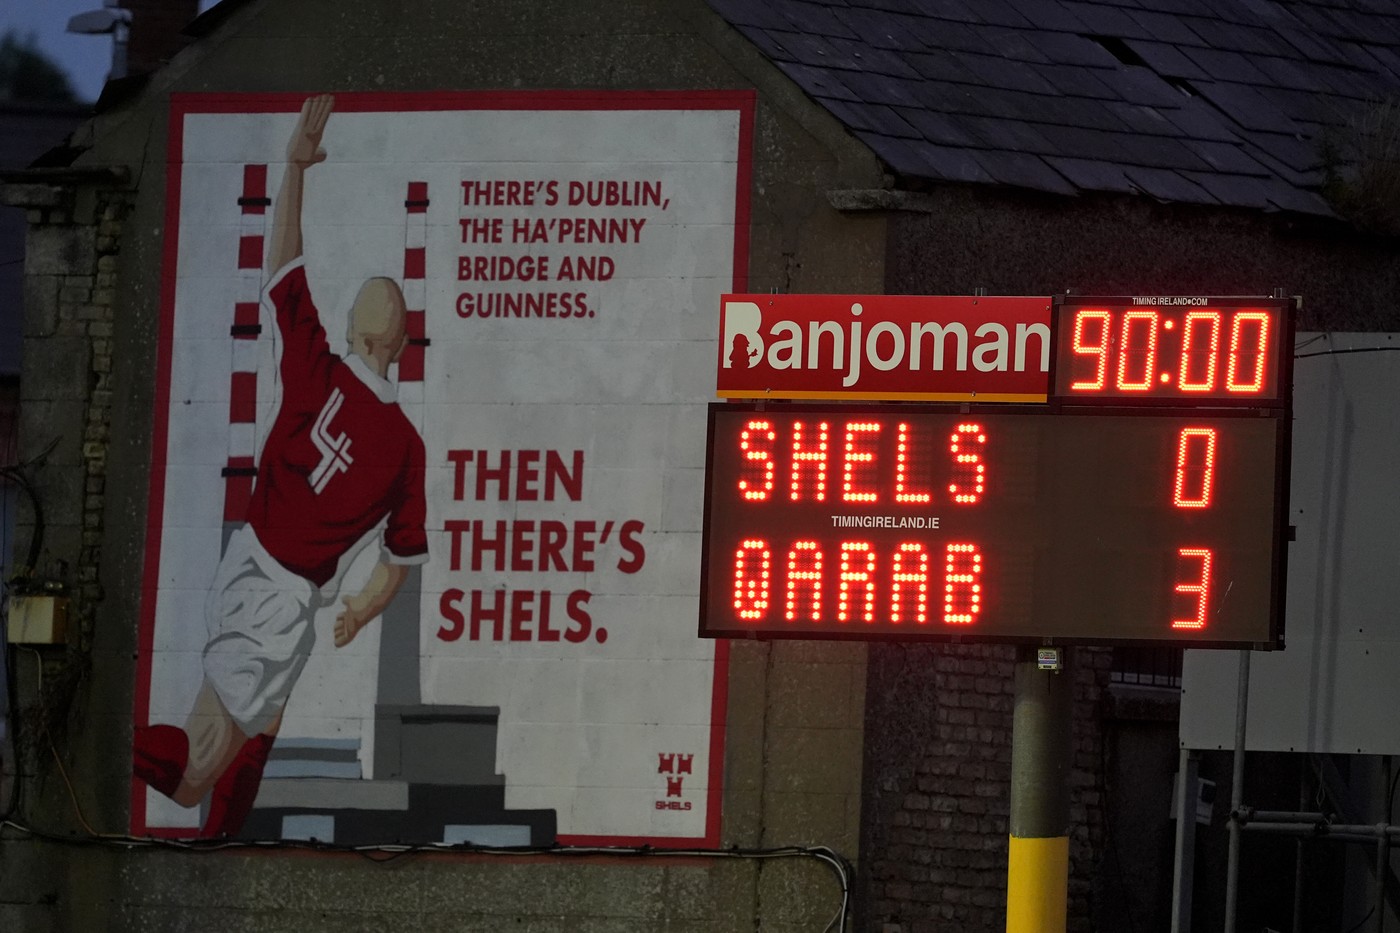 THERE'S DUBLIN,
THE HA'PENNY
BRIDGE AND
GUINNESS.
THEN
THERE'S
SHELS.
4
SHELS
Banjoman
TIMINGIRELAND.COM
90:00
SHELS 0
TIMINGIRELAND.IE
QARAB 3